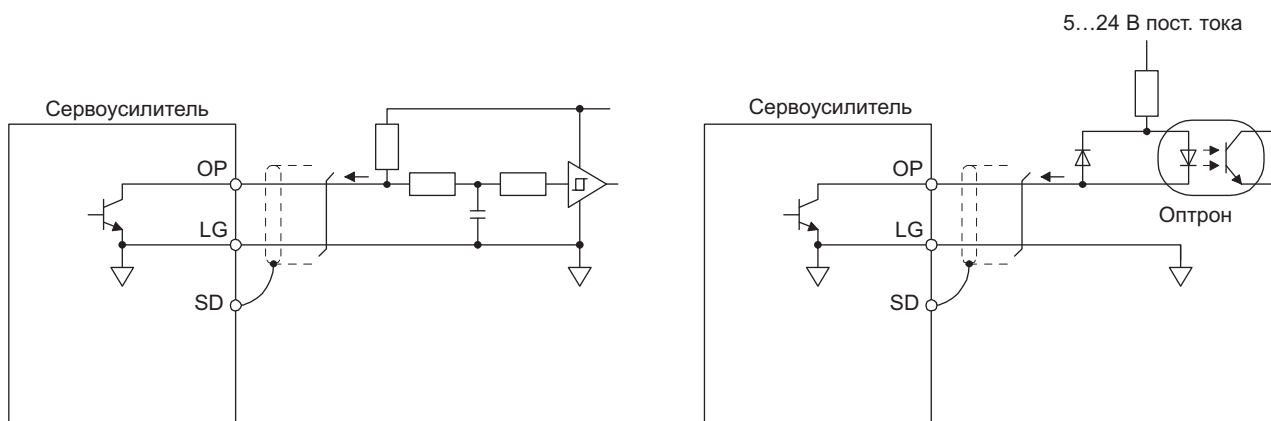 Сервоусилитель
OP
LG
SD
5…24 В пост. тока
Сервоусилитель
OP
LG
SD
Оптрон